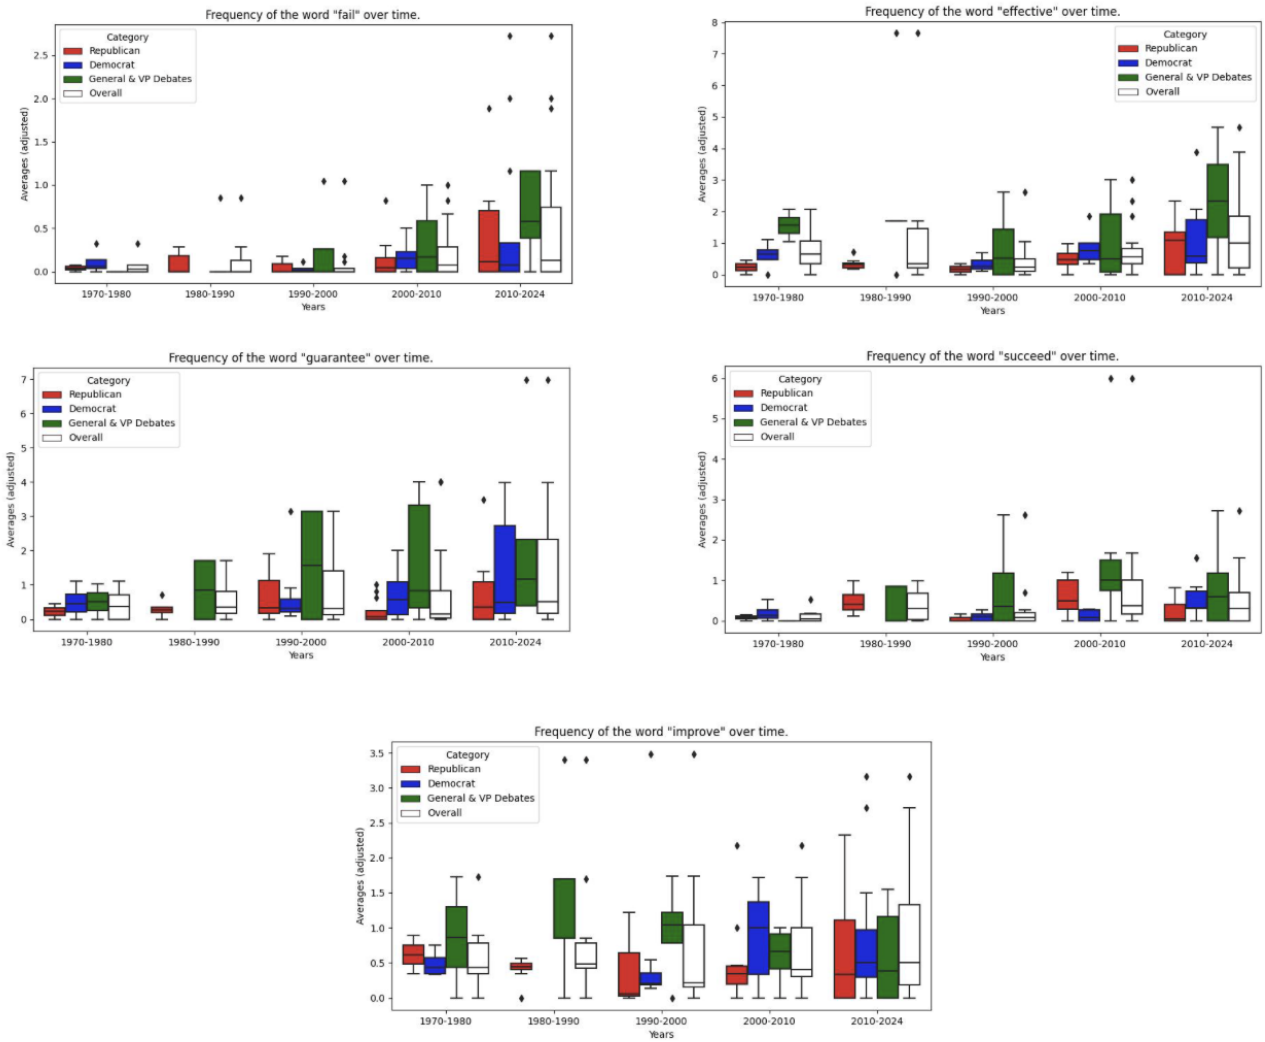 Frequency of the word "fail" over time.
Category
Republican
Democrat
General & VP Debates
Overall
Averages (adjusted)
2.5
2.0
1.5
1.0
0.5
0.0
1970-1980 1980-1990 1990-2000 2000-2010 2010-2024
Years
Frequency of the word "effective" over time.
Category
Republican
Democrat
General & VP Debates
Overall
Averages (adjusted)
8
7
6
5
4
3
2
1
0
1970-1980 1980-1990 1990-2000 2000-2010 2010-2024
Years
Frequency of the word "guarantee" over time.
Category
Republican
Democrat
General & VP Debates
Overall
Averages (adjusted)
7
6
5
4
3
2
1
0
1970-1980 1980-1990 1990-2000 2000-2010 2010-2024
Years
Frequency of the word "succeed" over time.
Category
Republican
Democrat
General & VP Debates
Overall
Averages (adjusted)
6
5
4
3
2
1
0
1970-1980 1980-1990 1990-2000 2000-2010 2010-2024
Years
Frequency of the word "improve" over time.
Category
Republican
Democrat
General & VP Debates
Overall
Averages (adjusted)
3.5
3.0
2.5
2.0
1.5
1.0
0.5
0.0
1970-1980 1980-1990 1990-2000 2000-2010 2010-2024
Years